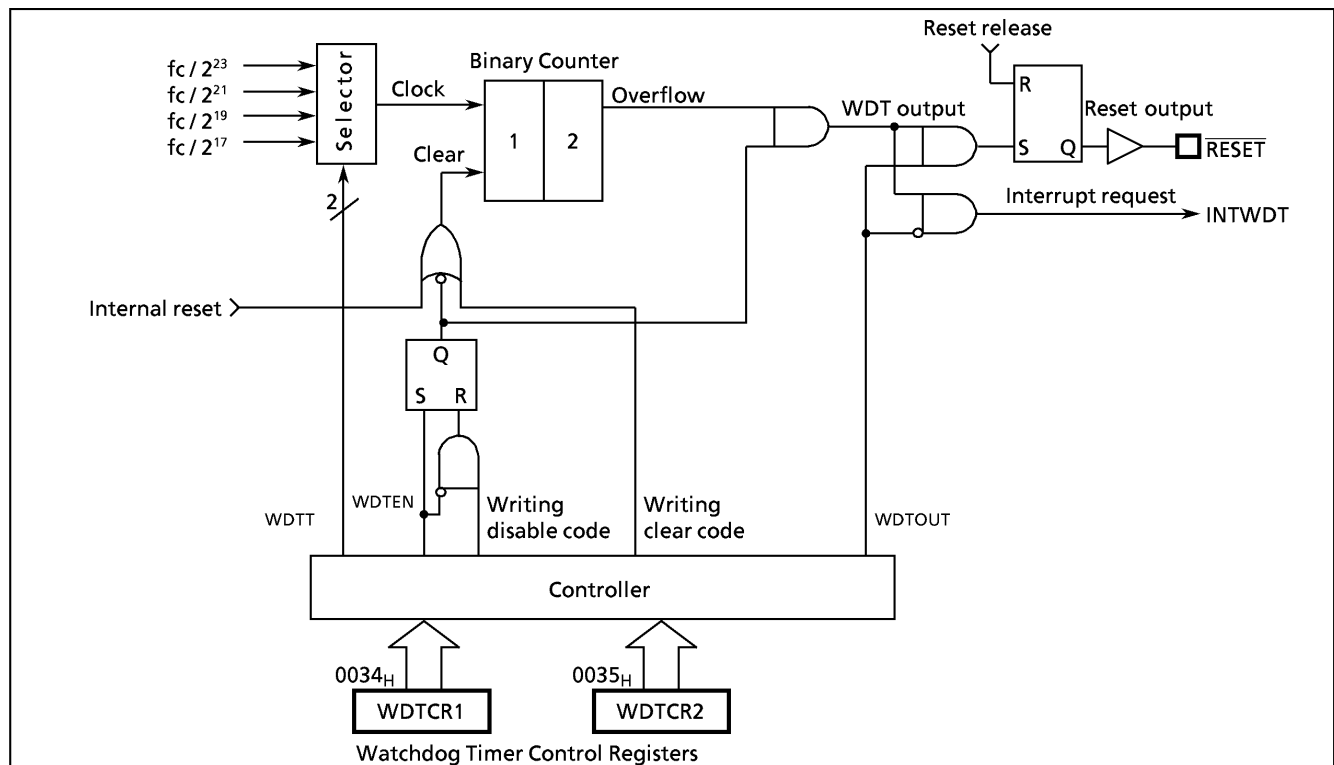 Reset release
fc / 2²³
fc / 2²¹
fc / 2¹⁹
fc / 2¹⁷
Selector
Clock
Clear
Binary Counter
1
2
Overflow
WDT output
R
S
Q
Reset output
RESET
2
Interrupt request
INTWDT
Internal reset
Q
S
R
WDTT
WDTEN
Writing
disable code
Writing
clear code
WDTOUT
Controller
0034H
0035H
WDTCR1
WDTCR2
Watchdog Timer Control Registers